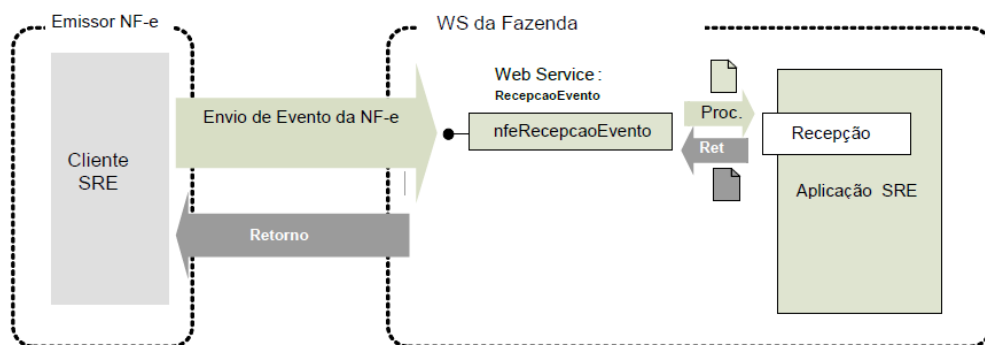 Emissor NF-e
WS da Fazenda
Cliente
SRE
Envio de Evento da NF-e
Retorno
Web Service :
RecepcaoEvento
nfeRecepcaoEvento
Proc.
Ret
Recepção
Aplicação SRE